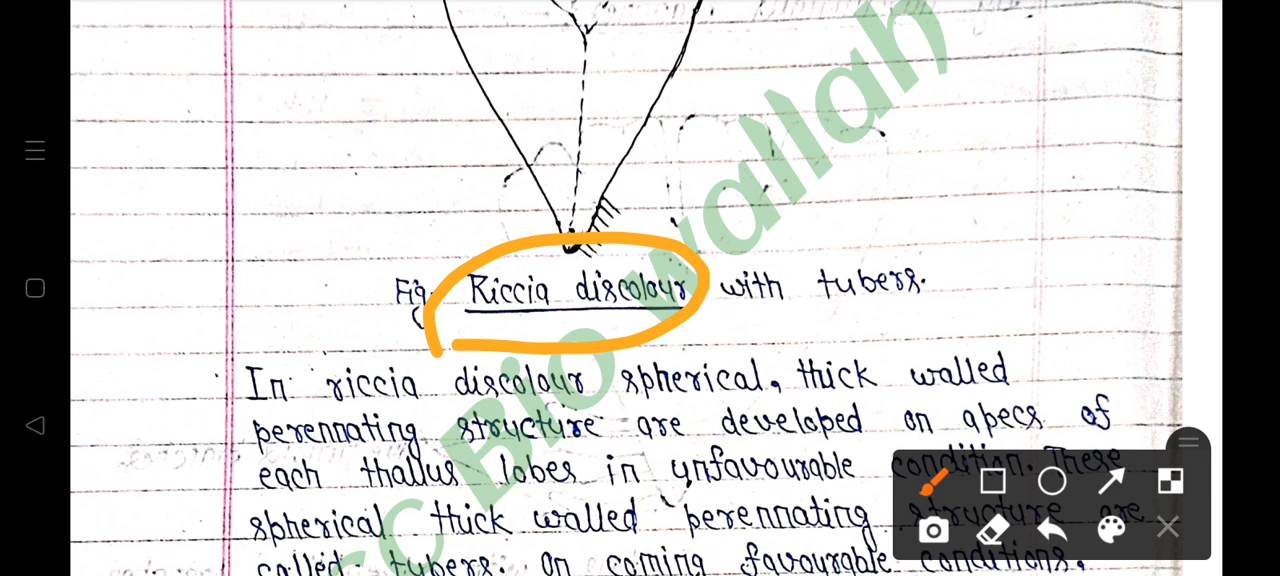 Fig. Riccia discolour with tubers.
In riccia discolour spherical, thick walled
perennating structure are developed on apecs of
each thallus lobes in unfavourable condition. These
spherical thick walled perennating structure are
called tubers. On coming favourable conditions.
C Bio wallah